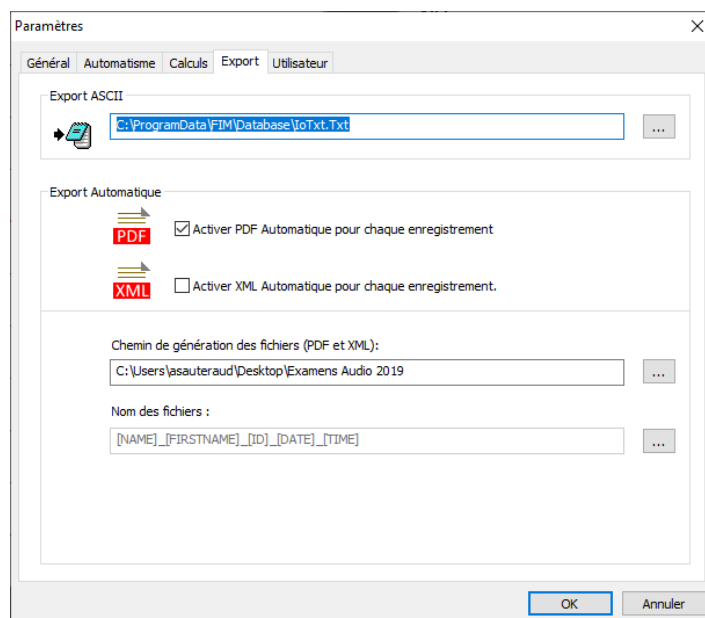 Paramètres
Général Automatisme Calculs Export Utilisateur
Export ASCII
C:\ProgramData\FIM\Database\IoTxt.Txt
...
Export Automatique
PDF
Activer PDF Automatique pour chaque enregistrement
XML
Activer XML Automatique pour chaque enregistrement.
Chemin de génération des fichiers (PDF et XML):
C:\Users\asauteraud\Desktop\Examens Audio 2019
...
Nom des fichiers :
[NAME]_[FIRSTNAME]_[ID]_[DATE]_[TIME]
...
OK Annuler